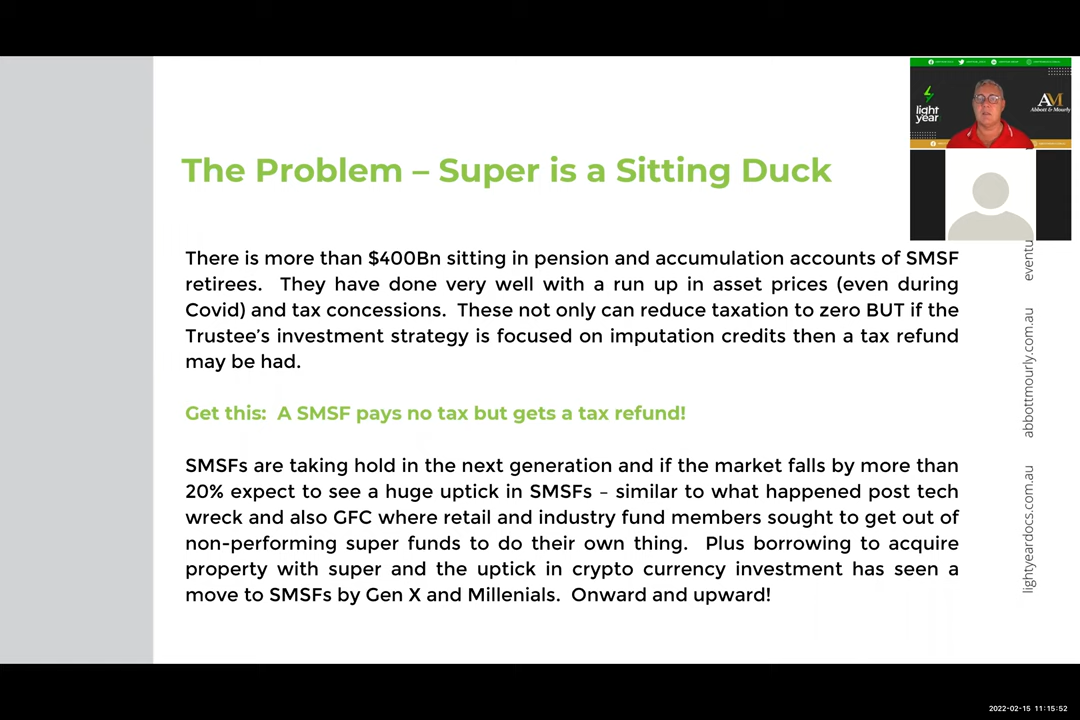 The Problem – Super is a Sitting Duck
There is more than $400Bn sitting in pension and accumulation accounts of SMSF
retirees.  They have done very well with a run up in asset prices (even during
Covid) and tax concessions.  These not only can reduce taxation to zero BUT if the
Trustee's investment strategy is focused on imputation credits then a tax refund
may be had.
Get this:  A SMSF pays no tax but gets a tax refund!
SMSFs are taking hold in the next generation and if the market falls by more than
20% expect to see a huge uptick in SMSFs – similar to what happened post tech
wreck and also GFC where retail and industry fund members sought to get out of
non-performing super funds to do their own thing.  Plus borrowing to acquire
property with super and the uptick in crypto currency investment has seen a
move to SMSFs by Gen X and Millenials.  Onward and upward!
light
year
AM
Abbott & Mourly
eventu
abbottmourly.com.au
lightyeardocs.com.au
2022-02-15 11:15:52